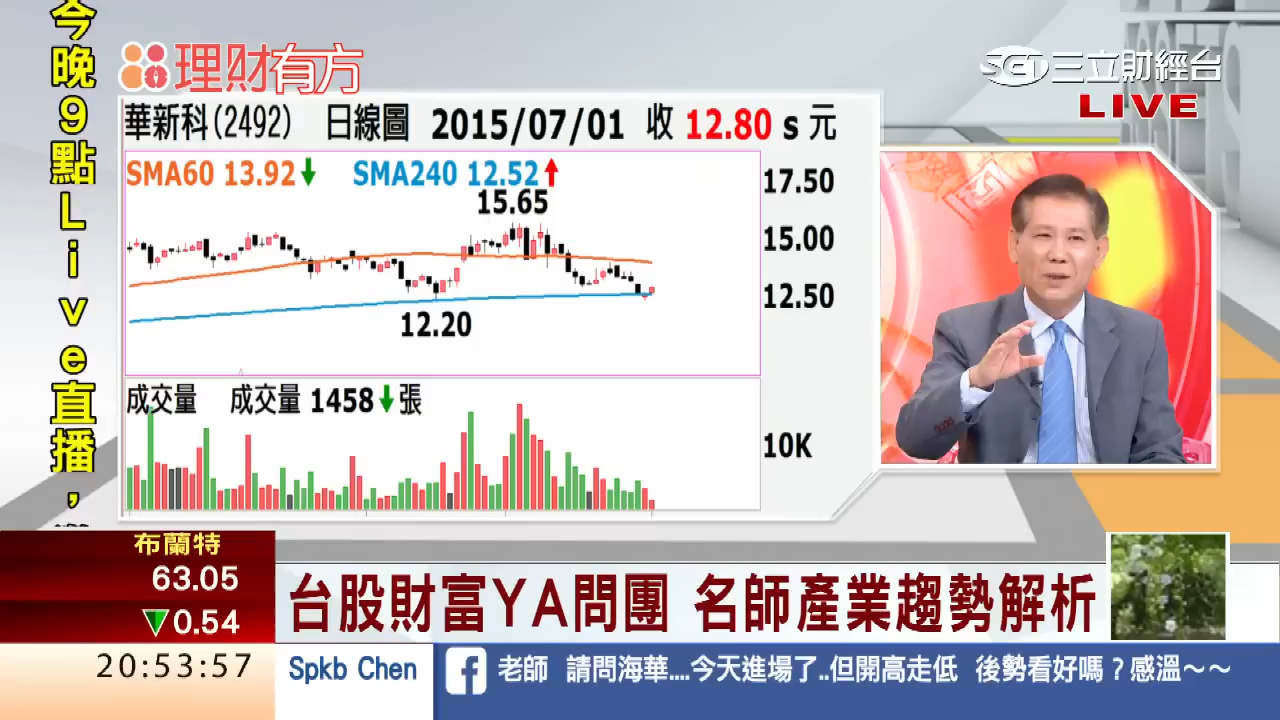 今晚9點Live直播，
理財有方
SET三立財經台
LIVE
華新科(2492) 日線圖 2015/07/01 收 12.80 s 元
SMA60 13.92↓ SMA240 12.52↑
17.50
15.65
15.00
12.50
12.20
成交量 成交量 1458↓張
10K
布蘭特
63.05
▼0.54
台股財富YA問團 名師產業趨勢解析
20:53:57
Spkb Chen
f 老師 請問海華....今天進場了..但開高走低 後勢看好嗎？感溫～～